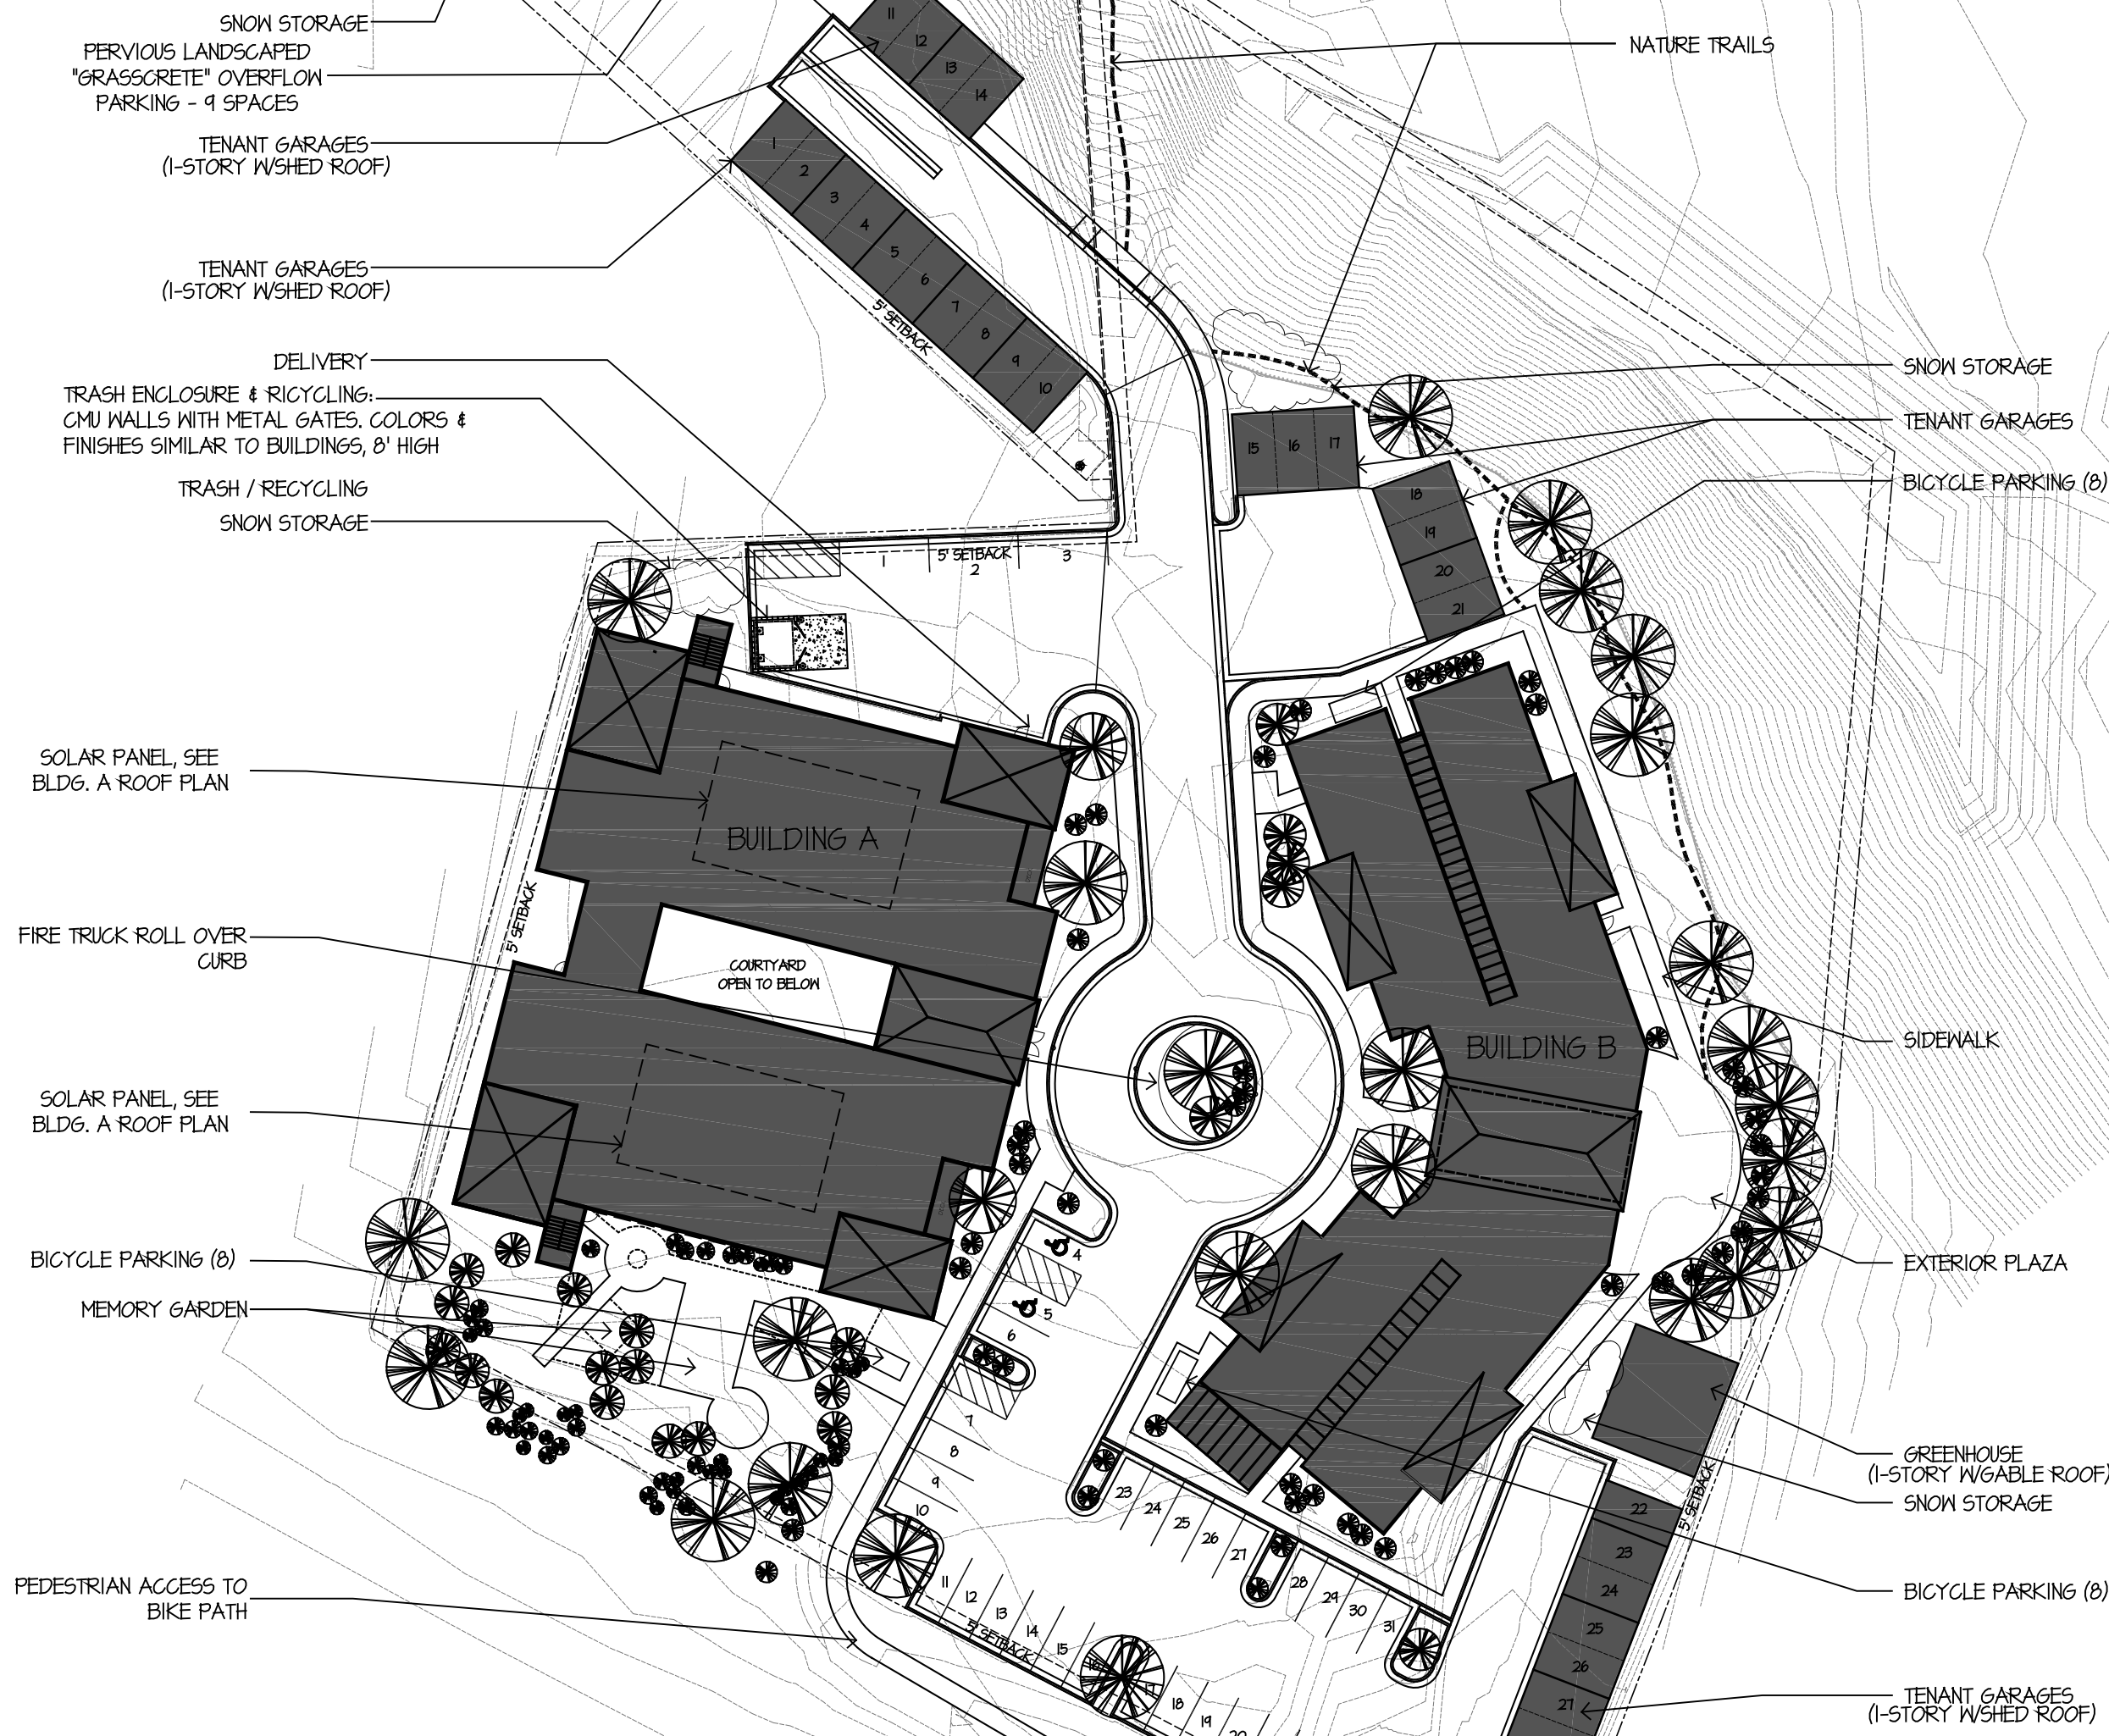 SNOW STORAGE
PERVIOUS LANDSCAPED
"GRASSCRETE" OVERFLOW
PARKING - 9 SPACES
TENANT GARAGES
(1-STORY W/SHED ROOF)
TENANT GARAGES
(1-STORY W/SHED ROOF)
DELIVERY
TRASH ENCLOSURE & RICYCLING:
CMU WALLS WITH METAL GATES. COLORS &
FINISHES SIMILAR TO BUILDINGS, 8' HIGH
TRASH / RECYCLING
SNOW STORAGE
SOLAR PANEL, SEE
BLDG. A ROOF PLAN
FIRE TRUCK ROLL OVER
CURB
SOLAR PANEL, SEE
BLDG. A ROOF PLAN
BICYCLE PARKING (8)
MEMORY GARDEN
PEDESTRIAN ACCESS TO
BIKE PATH
11
12
13
14
1
2
3
4
5
6
7
8
9
10
5' SETBACK
15
16
17
18
19
20
21
1
5' SETBACK
2
3
BUILDING A
5' SETBACK
COURTYARD
OPEN TO BELOW
BUILDING B
4
5
6
7
8
9
10
11
12
13
14
15
16
17
18
19
20
5' SETBACK
23
24
25
26
27
28
29
30
31
22
23
24
25
26
27
5' SETBACK
NATURE TRAILS
SNOW STORAGE
TENANT GARAGES
BICYCLE PARKING (8)
SIDEWALK
EXTERIOR PLAZA
GREENHOUSE
(1-STORY W/GABLE ROOF)
SNOW STORAGE
BICYCLE PARKING (8)
TENANT GARAGES
(1-STORY W/SHED ROOF)